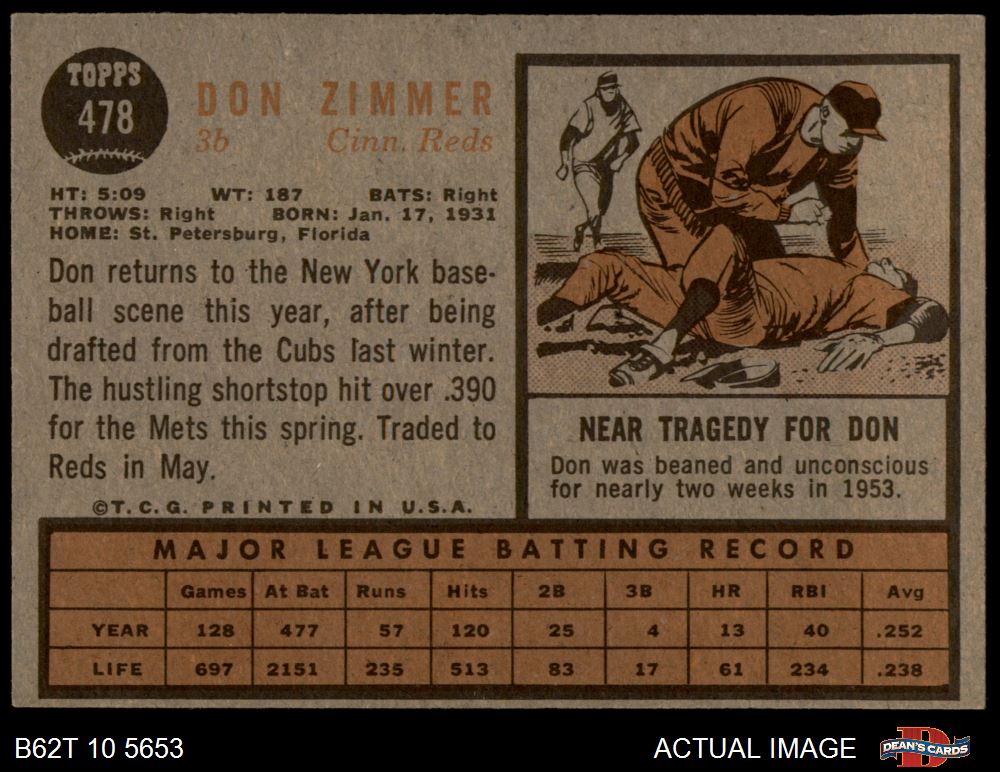 TOPPS
478
DON ZIMMER
3b Cinn. Reds
HT: 5:09 WT: 187 BATS: Right
THROWS: Right BORN: Jan. 17, 1931
HOME: St. Petersburg, Florida
Don returns to the New York base-
ball scene this year, after being
drafted from the Cubs last winter.
The hustling shortstop hit over .390
for the Mets this spring. Traded to
Reds in May.
©T.C.G. PRINTED IN U.S.A.
NEAR TRAGEDY FOR DON
Don was beaned and unconscious
for nearly two weeks in 1953.
MAJOR LEAGUE BATTING RECORD
Games At Bat Runs Hits 2B 3B HR RBI Avg
YEAR 128 477 57 120 25 4 13 40 .252
LIFE 697 2151 235 513 83 17 61 234 .238
B62T 10 5653
ACTUAL IMAGE
DEAN'S CARDS